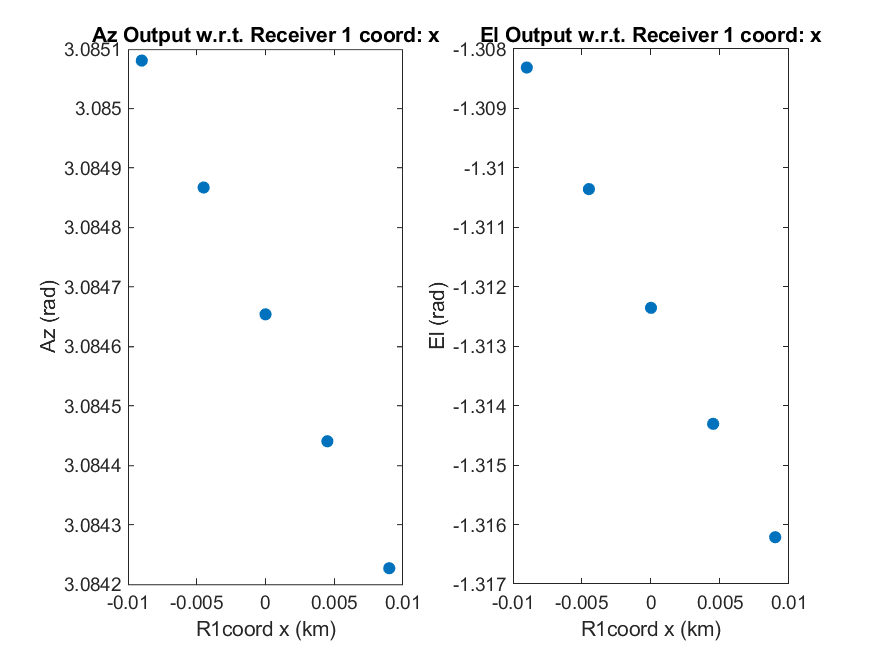 Az Output w.r.t. Receiver 1 coord: x
3.0851
3.085
3.0849
3.0848
3.0847
3.0846
3.0845
3.0844
3.0843
3.0842
Az (rad)
-0.01 -0.005 0 0.005 0.01
R1coord x (km)
El Output w.r.t. Receiver 1 coord: x
-1.308
-1.309
-1.31
-1.311
-1.312
-1.313
-1.314
-1.315
-1.316
-1.317
El (rad)
-0.01 -0.005 0 0.005 0.01
R1coord x (km)